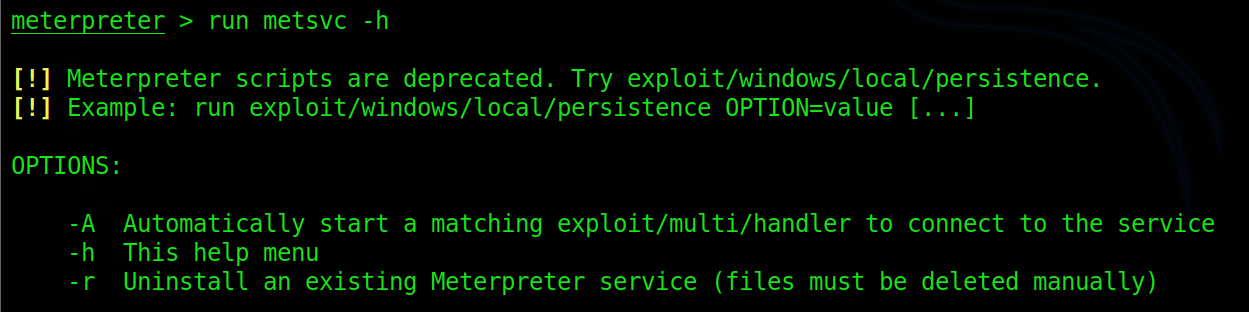 meterpreter > run metsvc -h
[!] Meterpreter scripts are deprecated. Try exploit/windows/local/persistence.
[!] Example: run exploit/windows/local/persistence OPTION=value [...]
OPTIONS:
-A  Automatically start a matching exploit/multi/handler to connect to the service
-h  This help menu
-r  Uninstall an existing Meterpreter service (files must be deleted manually)